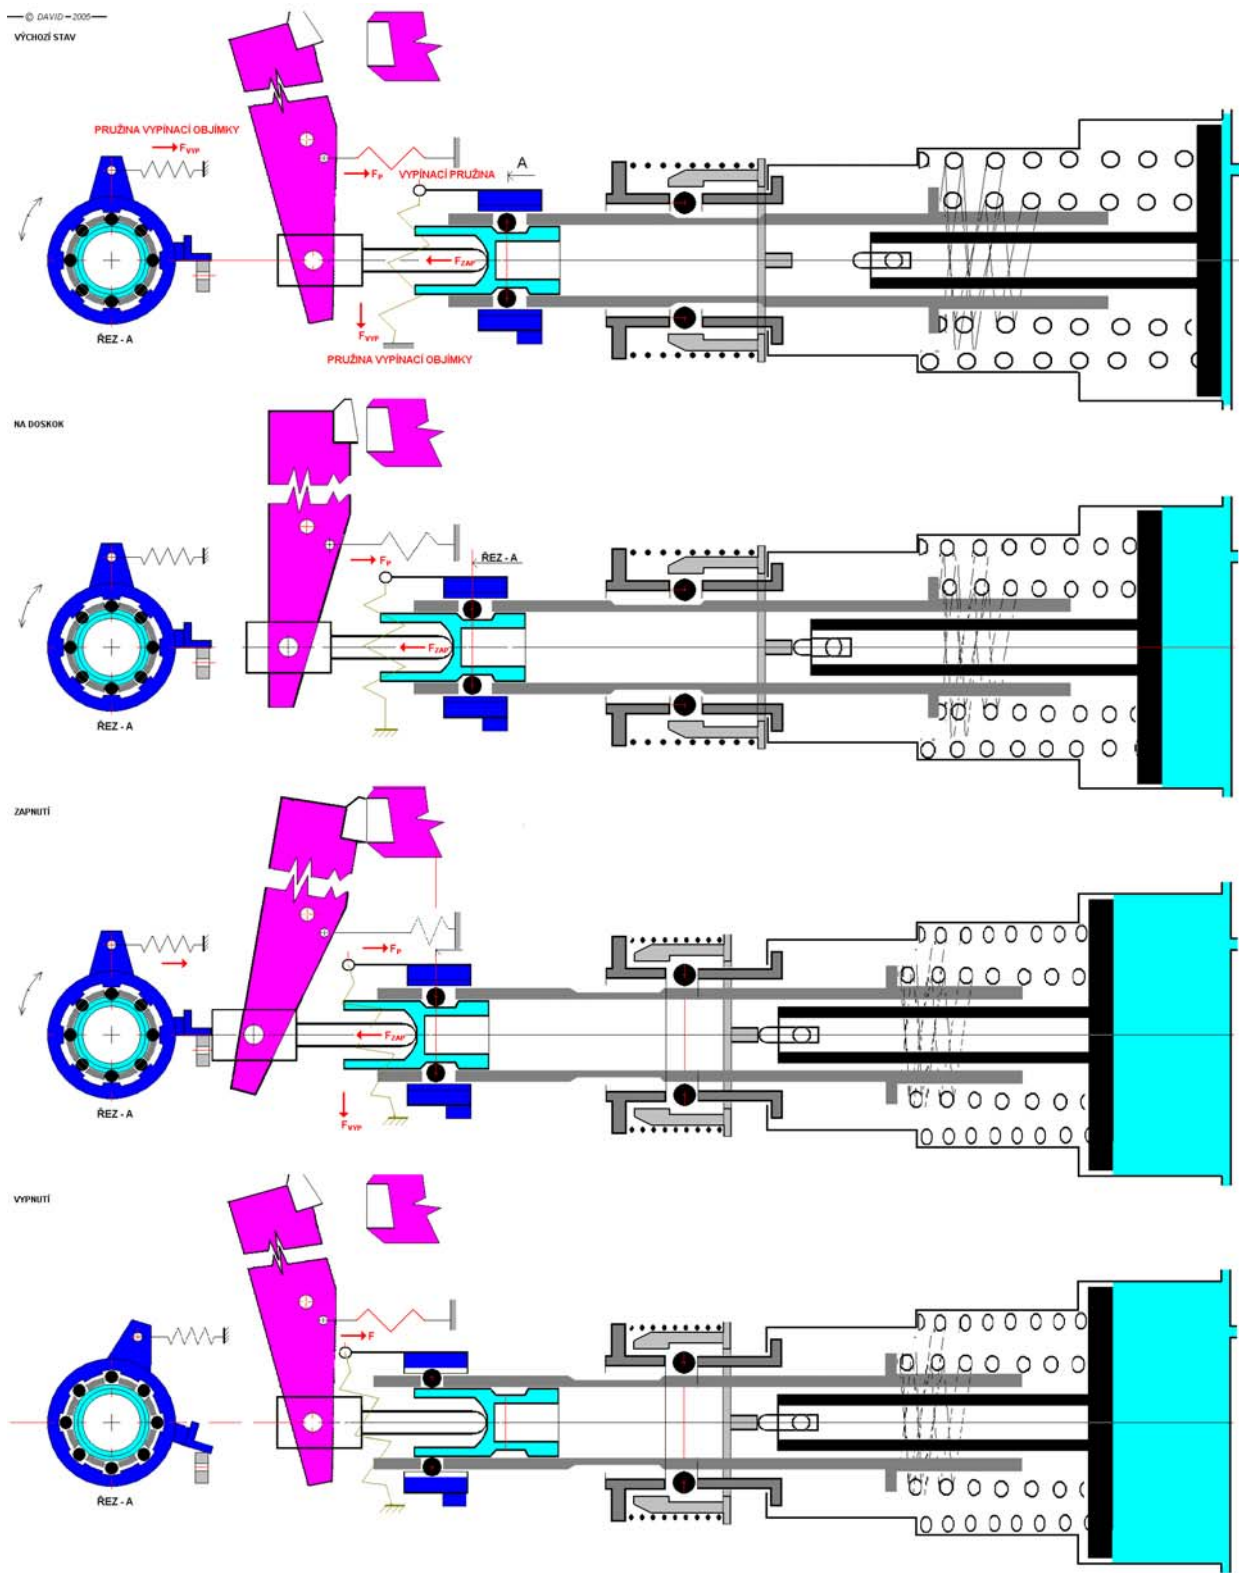 © DAVID - 2005
VÝCHOZÍ STAV
PRUŽINA VYPÍNACÍ OBJÍMKY
FVYP
A
FP
VYPÍNACÍ PRUŽINA
FZAP
FVYP
ŘEZ - A
PRUŽINA VYPÍNACÍ OBJÍMKY
NA DOSKOK
FP
ŘEZ - A
FZAP
ŘEZ - A
ZAPNUTÍ
FP
FZAP
ŘEZ - A
FVYP
VYPNUTÍ
F
ŘEZ - A